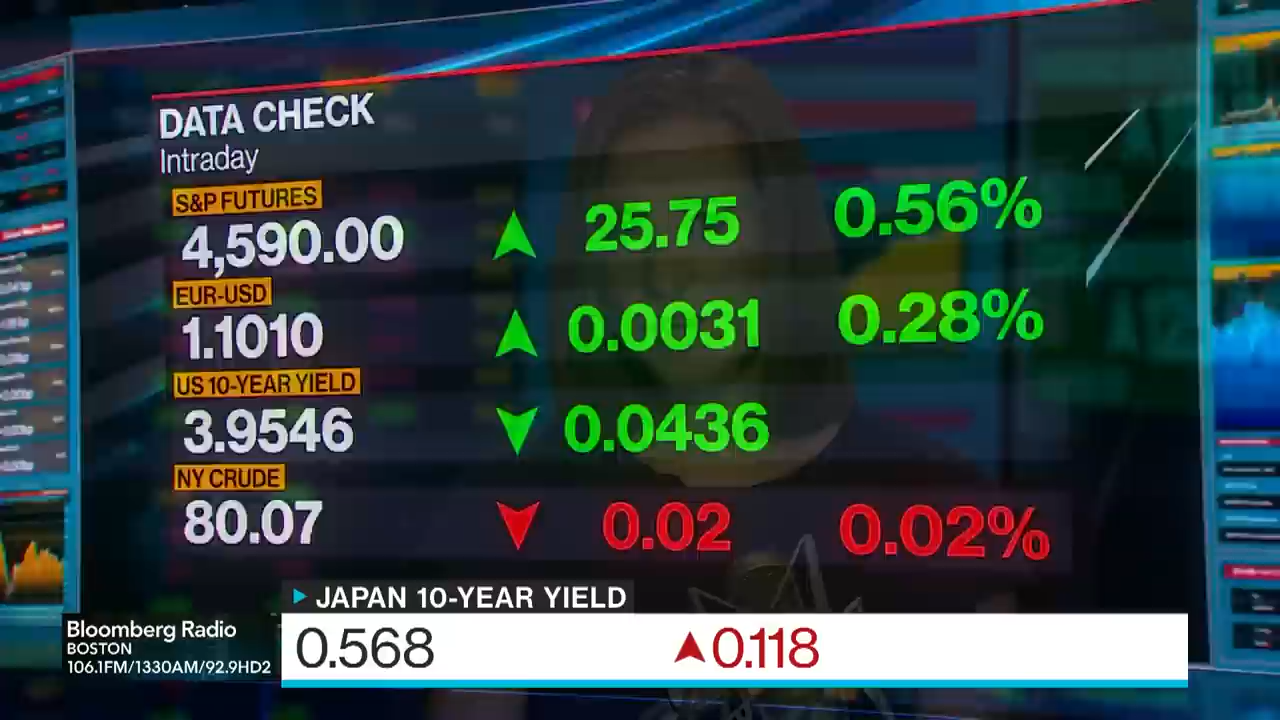 DATA CHECK
Intraday
S&P FUTURES
4,590.00 25.75 0.56%
EUR-USD
1.1010 0.0031 0.28%
US 10-YEAR YIELD
3.9546 0.0436
NY CRUDE
80.07 0.02 0.02%
JAPAN 10-YEAR YIELD
0.568 0.118
Bloomberg Radio
BOSTON
106.1FM/1330AM/92.9HD2